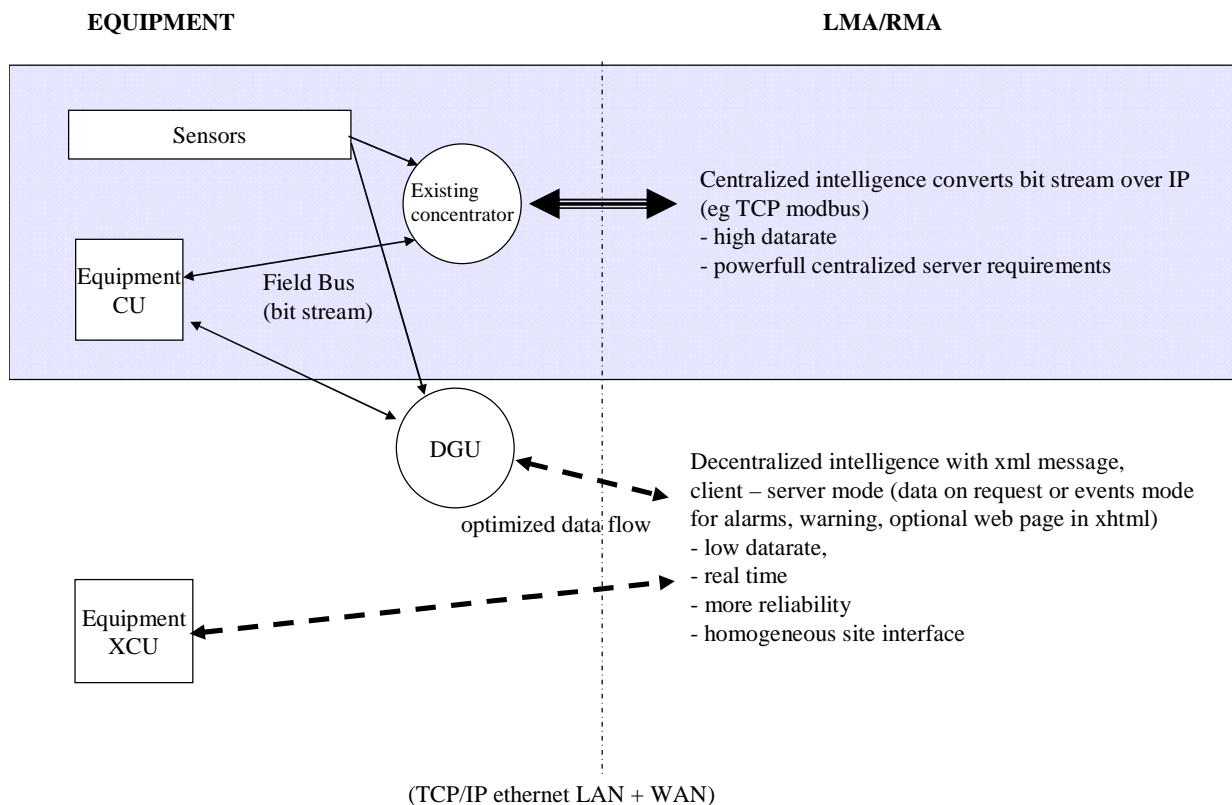 EQUIPMENT
LMA/RMA
Sensors
Existing
concentrator
Equipment
CU
Field Bus
(bit stream)
Centralized intelligence converts bit stream over IP
(eg TCP modbus)
- high datarate
- powerfull centralized server requirements
DGU
optimized data flow
Decentralized intelligence with xml message,
client – server mode (data on request or events mode
for alarms, warning, optional web page in xhtml)
- low datarate,
- real time
- more reliability
- homogeneous site interface
Equipment
XCU
(TCP/IP ethernet LAN + WAN)